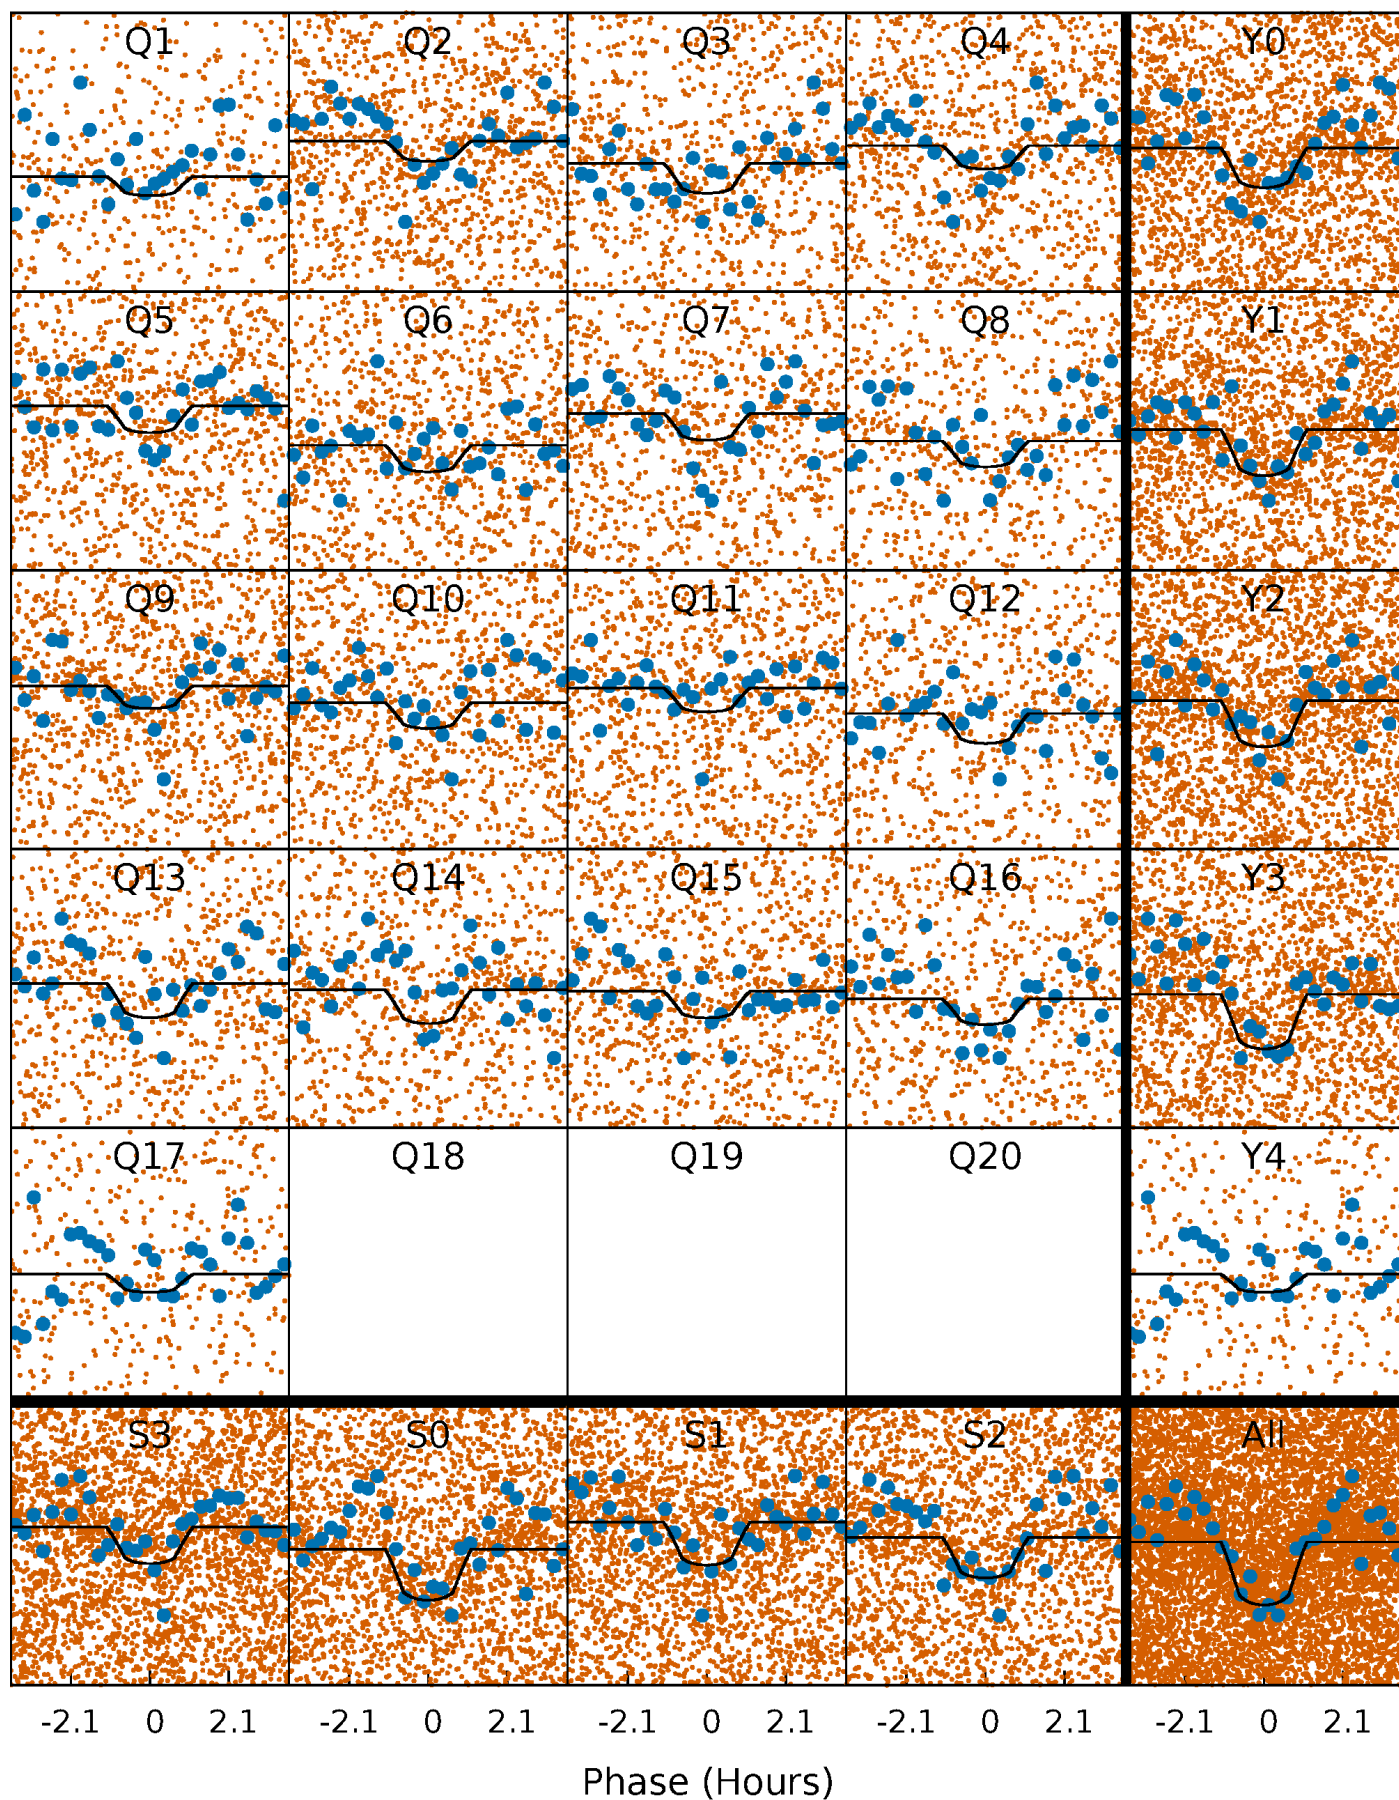 Q1 Q2 Q3 Q4 Y0
Q5 Q6 Q7 Q8 Y1
Q9 Q10 Q11 Q12 Y2
Q13 Q14 Q15 Q16 Y3
Q17 Q18 Q19 Q20 Y4
S3 S0 S1 S2 All
-2.1 0 2.1 -2.1 0 2.1 -2.1 0 2.1 -2.1 0 2.1 -2.1 0 2.1
Phase (Hours)